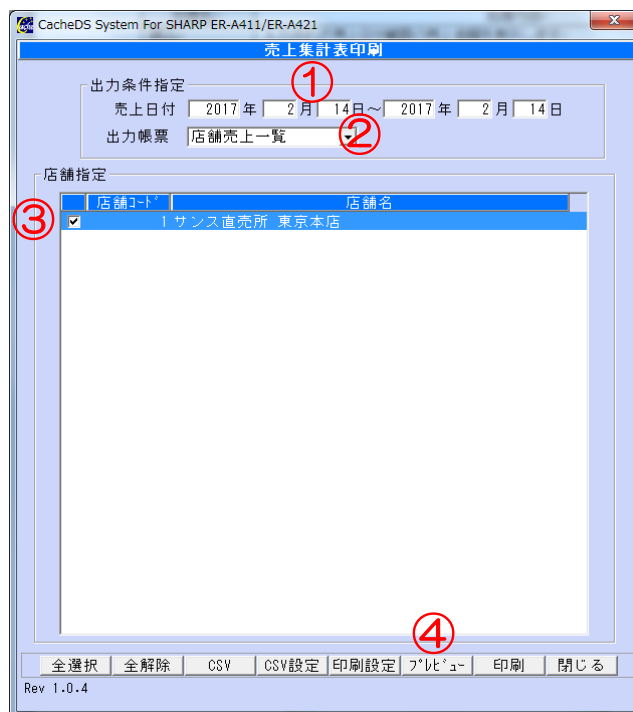 CacheDS System For SHARP ER-A411/ER-A421
売上集計表印刷
出力条件指定
①
売上日付 2017 年 2 月 14 日～ 2017 年 2 月 14 日
出力帳票 店舗売上一覧 ②
店舗指定
店舗ｺｰﾄﾞ 店舗名
③ 1 サンス直売所 東京本店
④
全選択 全解除 CSV CSV設定 印刷設定 ﾌﾟﾚﾋﾞｭｰ 印刷 閉じる
Rev 1.0.4